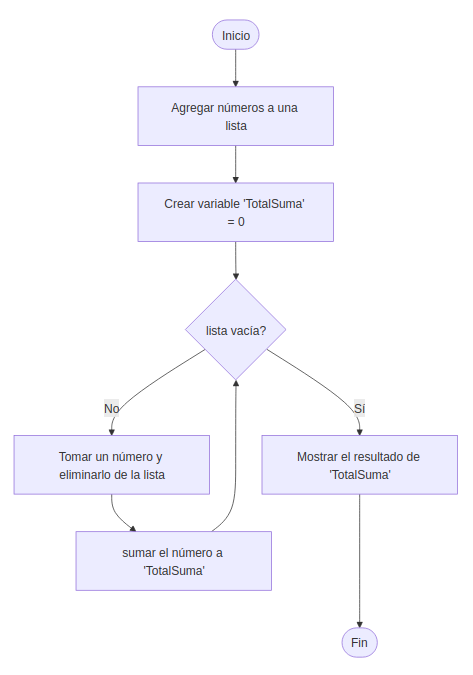 Inicio
Agregar números a una
lista
Crear variable 'TotalSuma'
= 0
lista vacía?
No
Sí
Tomar un número y
eliminarlo de la lista
Mostrar el resultado de
'TotalSuma'
sumar el número a
'TotalSuma'
Fin